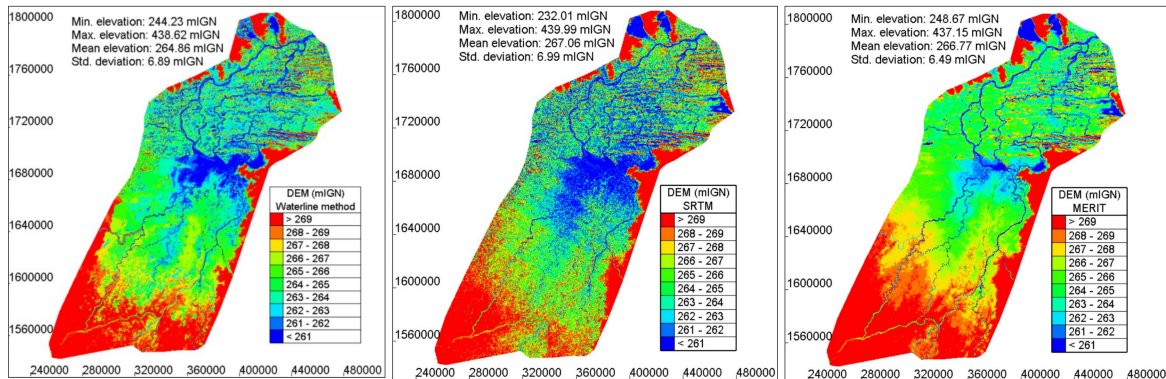 Min. elevation: 244.23 mIGN
Max. elevation: 438.62 mIGN
Mean elevation: 264.86 mIGN
Std. deviation: 6.89 mIGN
1800000
1760000
1720000
1680000
1640000
1600000
1560000
DEM (mIGN)
Waterline method
> 269
268 - 269
267 - 268
266 - 267
265 - 266
264 - 265
263 - 264
262 - 263
261 - 262
< 261
240000 320000 360000 400000 480000
Min. elevation: 232.01 mIGN
Max. elevation: 439.99 mIGN
Mean elevation: 267.06 mIGN
Std. deviation: 6.99 mIGN
1800000
1760000
1720000
1680000
1640000
1600000
1560000
DEM (mIGN)
SRTM
> 269
268 - 269
267 - 268
266 - 267
265 - 266
264 - 265
263 - 264
262 - 263
261 - 262
< 261
240000 320000 400000 480000
Min. elevation: 248.67 mIGN
Max. elevation: 437.15 mIGN
Mean elevation: 266.77 mIGN
Std. deviation: 6.49 mIGN
1800000
1760000
1720000
1680000
1640000
1600000
1560000
DEM (mIGN)
MERIT
> 269
268 - 269
267 - 268
266 - 267
265 - 266
264 - 265
263 - 264
262 - 263
261 - 262
< 261
240000 320000 400000 480000